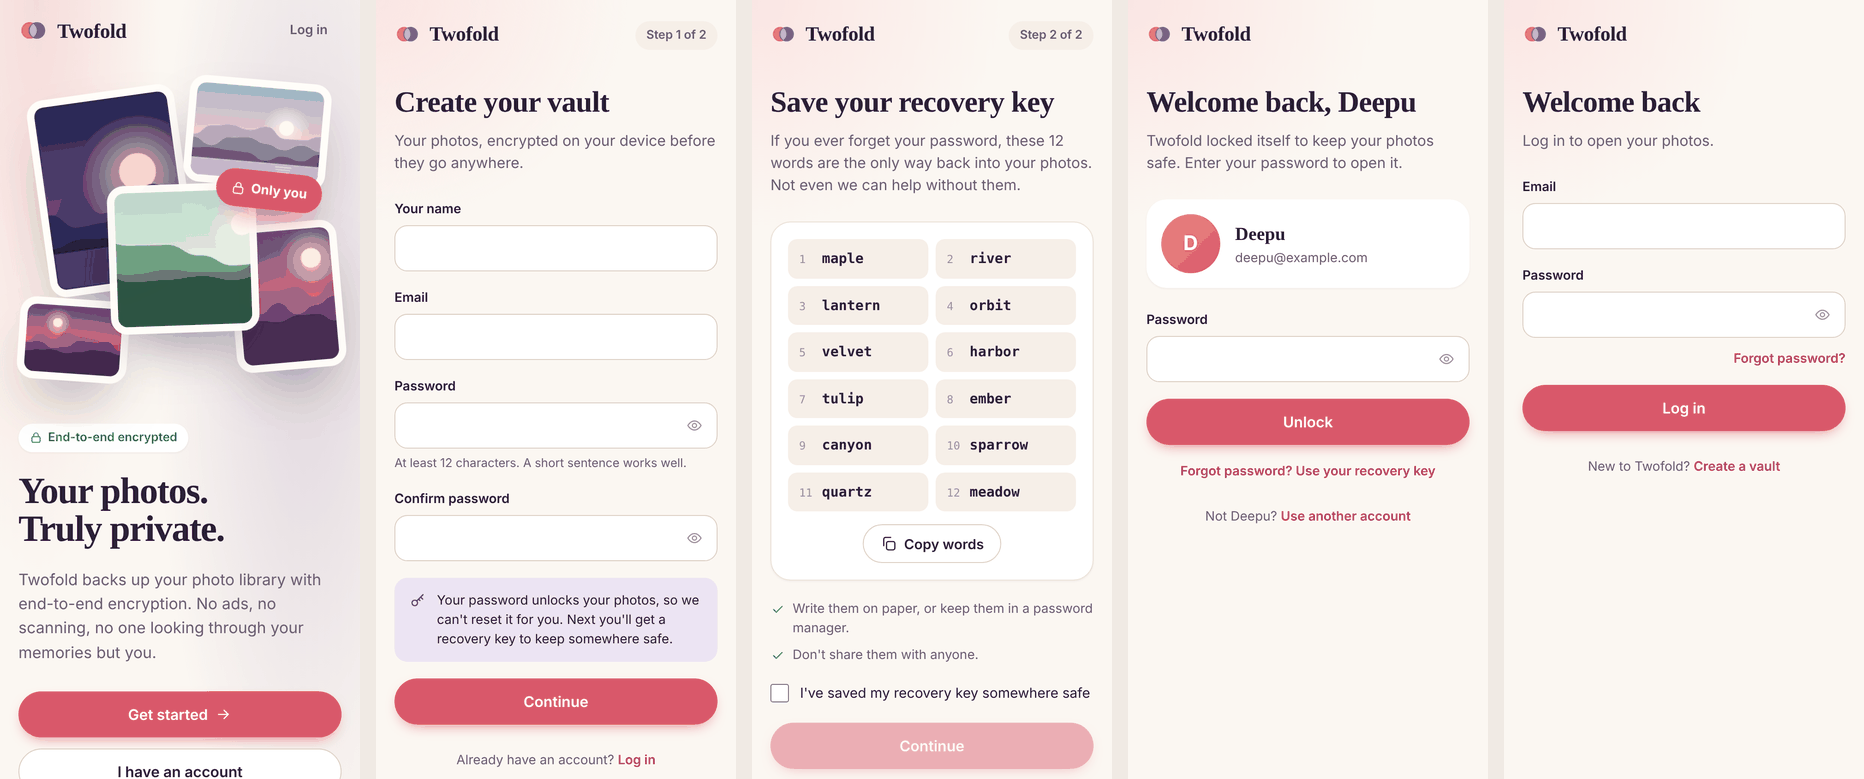 Twofold
Log in
Only you
End-to-end encrypted
Your photos.
Truly private.
Twofold backs up your photo library with
end-to-end encryption. No ads, no
scanning, no one looking through your
memories but you.
Get started
I have an account
Twofold
Step 1 of 2
Create your vault
Your photos, encrypted on your device before
they go anywhere.
Your name
Email
Password
At least 12 characters. A short sentence works well.
Confirm password
Your password unlocks your photos, so we
can't reset it for you. Next you'll get a
recovery key to keep somewhere safe.
Continue
Already have an account? Log in
Twofold
Step 2 of 2
Save your recovery key
If you ever forget your password, these 12
words are the only way back into your photos.
Not even we can help without them.
1 maple
2 river
3 lantern
4 orbit
5 velvet
6 harbor
7 tulip
8 ember
9 canyon
10 sparrow
11 quartz
12 meadow
Copy words
Write them on paper, or keep them in a password
manager.
Don't share them with anyone.
I've saved my recovery key somewhere safe
Continue
Twofold
Welcome back, Deepu
Twofold locked itself to keep your photos
safe. Enter your password to open it.
D
Deepu
deepu@example.com
Password
Unlock
Forgot password? Use your recovery key
Not Deepu? Use another account
Twofold
Welcome back
Log in to open your photos.
Email
Password
Forgot password?
Log in
New to Twofold? Create a vault